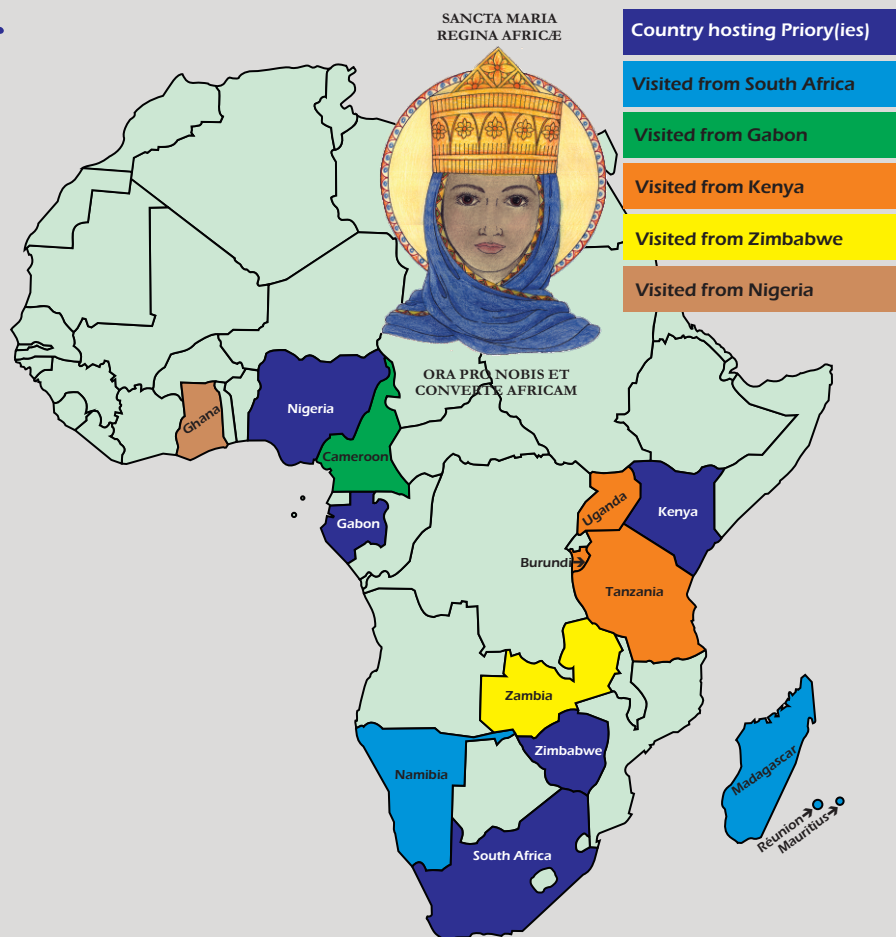 SANCTA MARIA
REGINA AFRICÆ
Country hosting Priory(ies)
Visited from South Africa
Visited from Gabon
Visited from Kenya
Visited from Zimbabwe
Visited from Nigeria
ORA PRO NOBIS ET
CONVERTE AFRICAM
Ghana
Nigeria
Cameroon
Gabon
Uganda
Kenya
Burundi
Tanzania
Zambia
Zimbabwe
Namibia
Madagascar
Réunion
Mauritius
South Africa